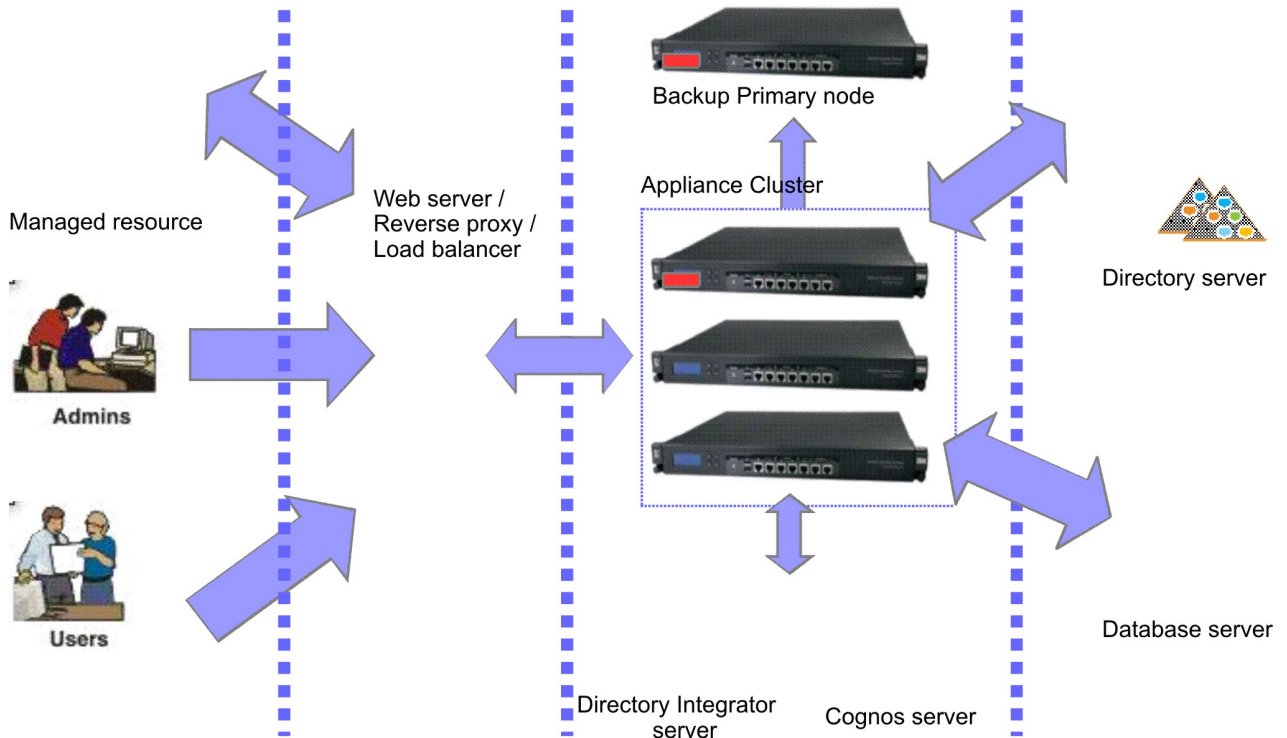 Backup Primary node
Appliance Cluster
Web server /
Reverse proxy /
Load balancer
Managed resource
Directory server
Admins
Users
Database server
Directory Integrator
server
Cognos server